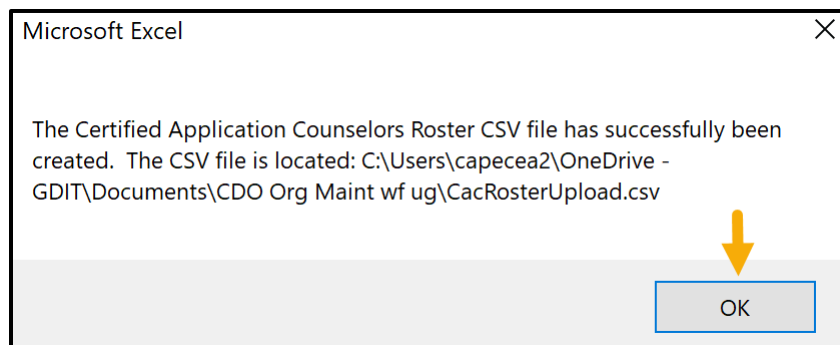 Microsoft Excel
The Certified Application Counselors Roster CSV file has successfully been
created.  The CSV file is located: C:\Users\capecea2\OneDrive -
GDIT\Documents\CDO Org Maint wf ug\CacRosterUpload.csv
OK